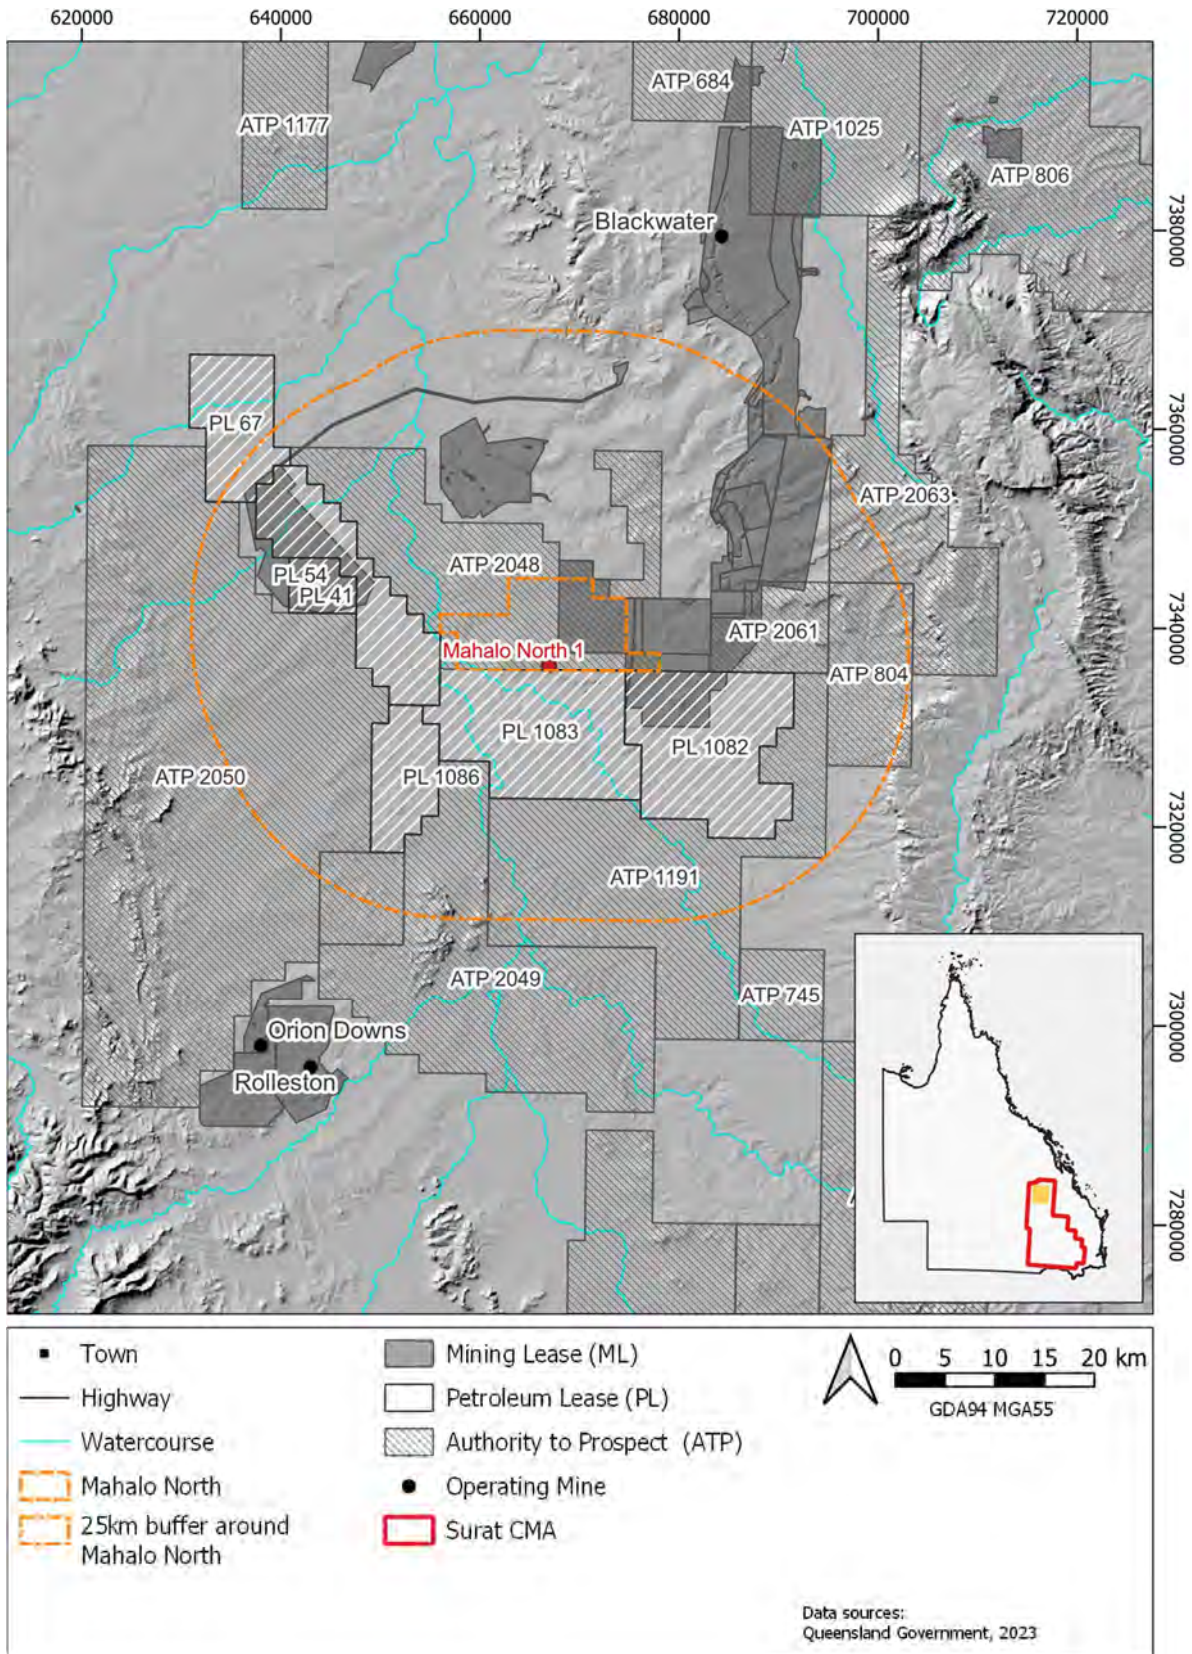 620000 640000 660000 680000 700000 720000
ATP 684
ATP 1177
ATP 1025
ATP 806
Blackwater
7380000
PL 67
7360000
ATP 2063
ATP 2048
PL 54
PL 41
ATP 2061
7340000
Mahalo North 1
ATP 804
PL 1083
PL 1082
ATP 2050
PL 1086
7320000
ATP 1191
ATP 2049
ATP 745
Orion Downs
7300000
Rolleston
7280000
Town
Highway
Watercourse
Mahalo North
25km buffer around
Mahalo North
Mining Lease (ML)
Petroleum Lease (PL)
Authority to Prospect (ATP)
Operating Mine
Surat CMA
0 5 10 15 20 km
GDA94 MGA55
Data sources:
Queensland Government, 2023